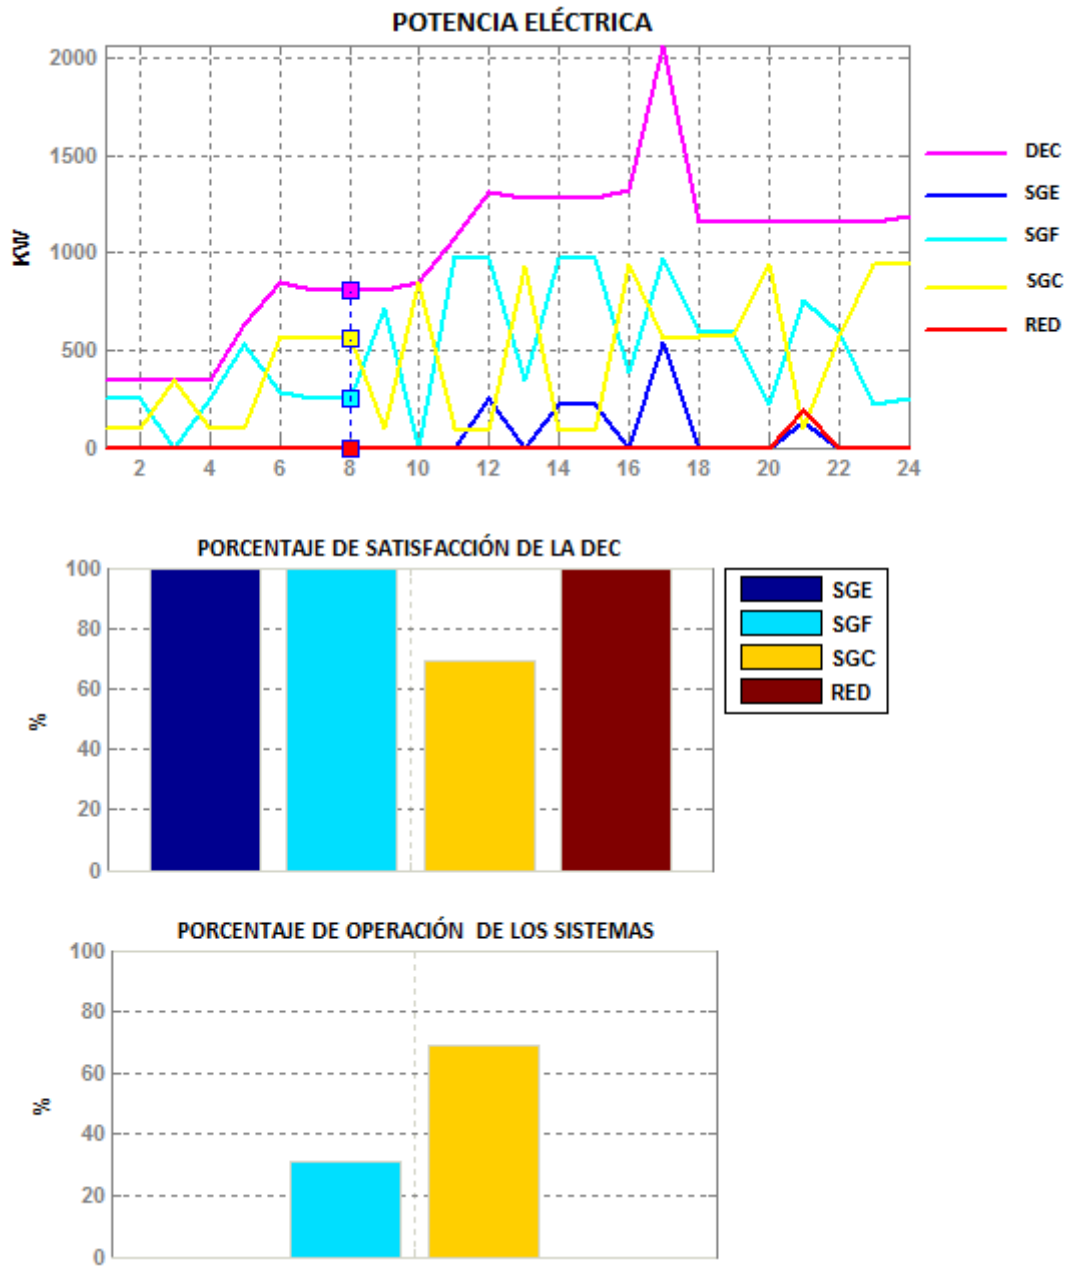 POTENCIA ELÉCTRICA
2000
1500
1000
500
0
KW
2 4 6 8 10 12 14 16 18 20 22 24
DEC
SGE
SGF
SGC
RED
PORCENTAJE DE SATISFACCIÓN DE LA DEC
100
80
60
40
20
0
%
SGE
SGF
SGC
RED
PORCENTAJE DE OPERACIÓN DE LOS SISTEMAS
100
80
60
40
20
0
%